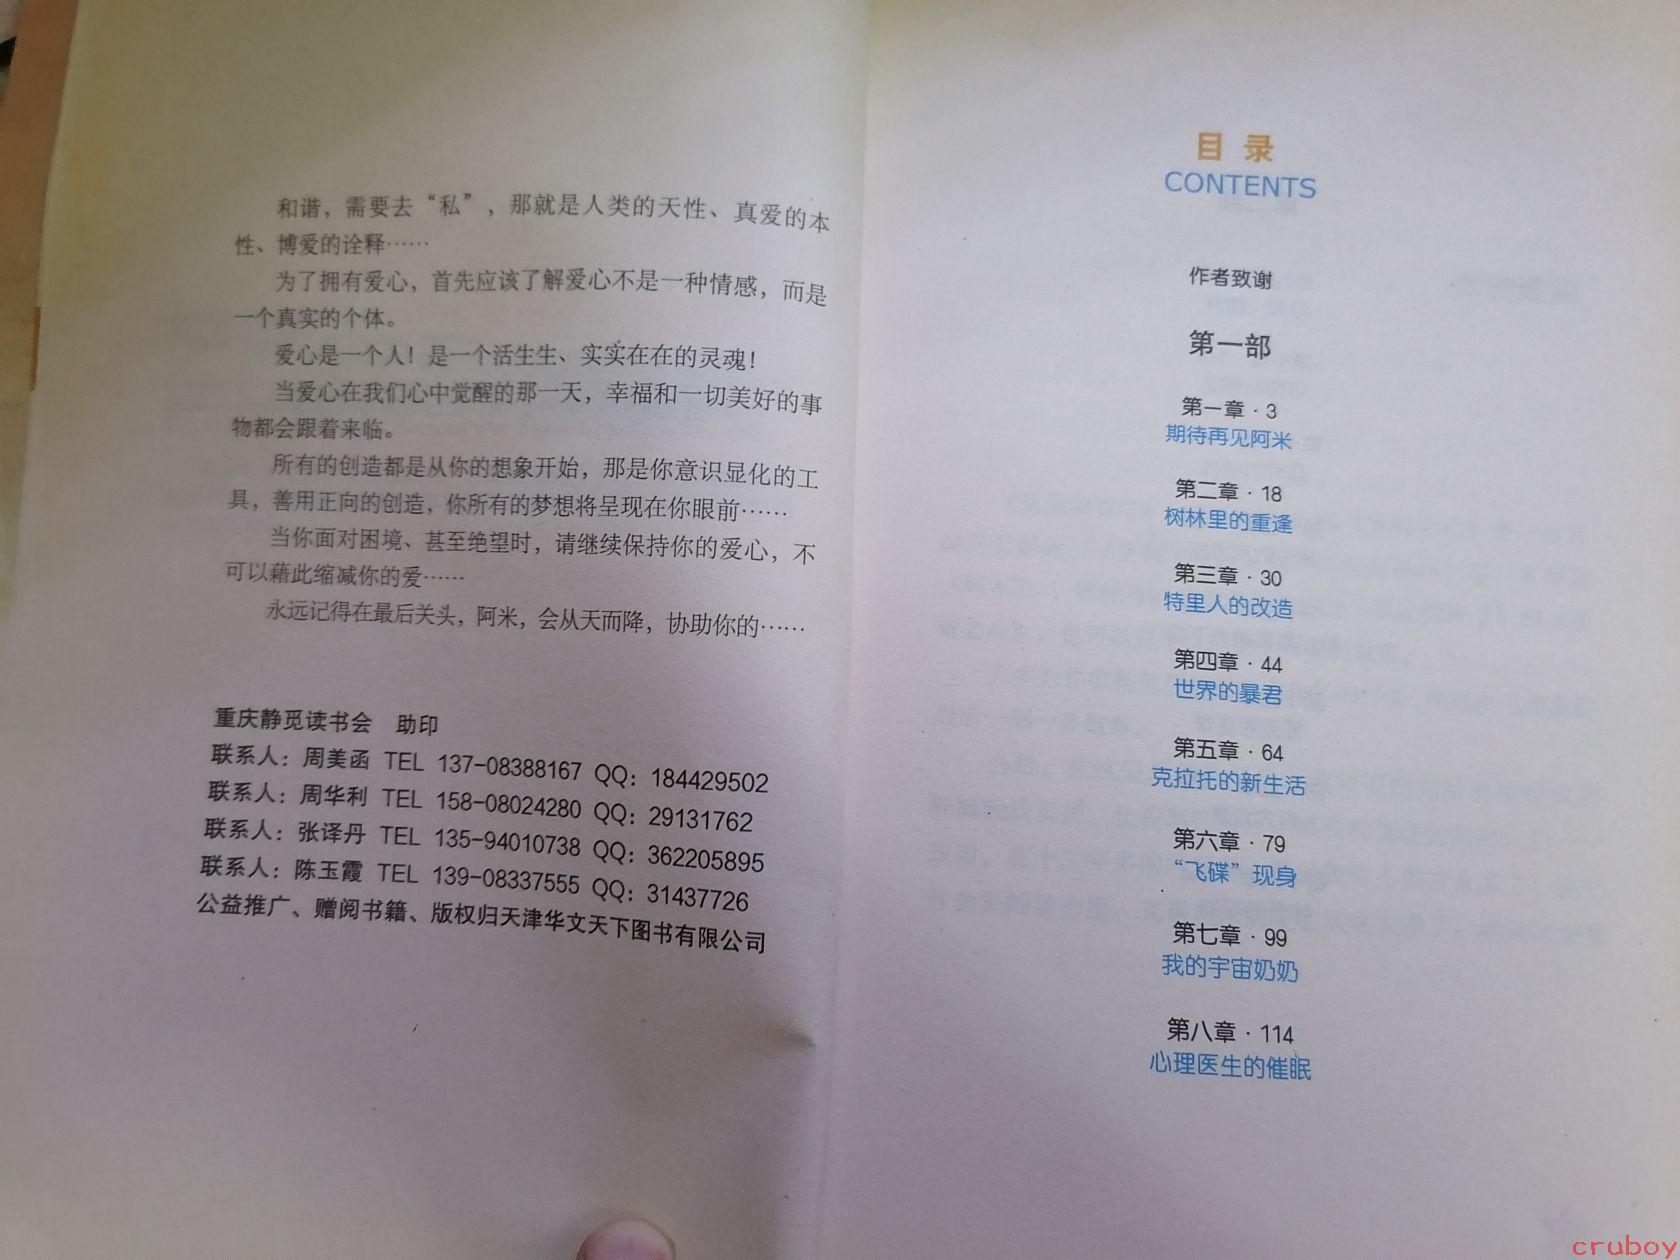 和谐，需要去“私”，那就是人类的天性、真爱的本
性、博爱的诠释……
为了拥有爱心，首先应该了解爱心不是一种情感，而是
一个真实的个体。
爱心是一个人！是一个活生生、实实在在的灵魂！
当爱心在我们心中觉醒的那一天，幸福和一切美好的事
物都会跟着来临。
所有的创造都是从你的想象开始，那是你意识显化的工
具，善用正向的创造，你所有的梦想将呈现在你眼前……
当你面对困境、甚至绝望时，请继续保持你的爱心，不
可以藉此缩减你的爱……
永远记得在最后关头，阿米，会从天而降，协助你的……
重庆静觅读书会 助印
联系人：周美函 TEL 137-08388167 QQ：184429502
联系人：周华利 TEL 158-08024280 QQ：29131762
联系人：张译丹 TEL 135-94010738 QQ：362205895
联系人：陈玉霞 TEL 139-08337555 QQ：31437726
公益推广、赠阅书籍、版权归天津华文天下图书有限公司
目 录
CONTENTS
作者致谢
第一部
第一章·3
期待再见阿米
第二章·18
树林里的重逢
第三章·30
特里人的改造
第四章·44
世界的暴君
第五章·64
克拉托的新生活
第六章·79
“飞碟”现身
第七章·99
我的宇宙奶奶
第八章·114
心理医生的催眠
cruboy